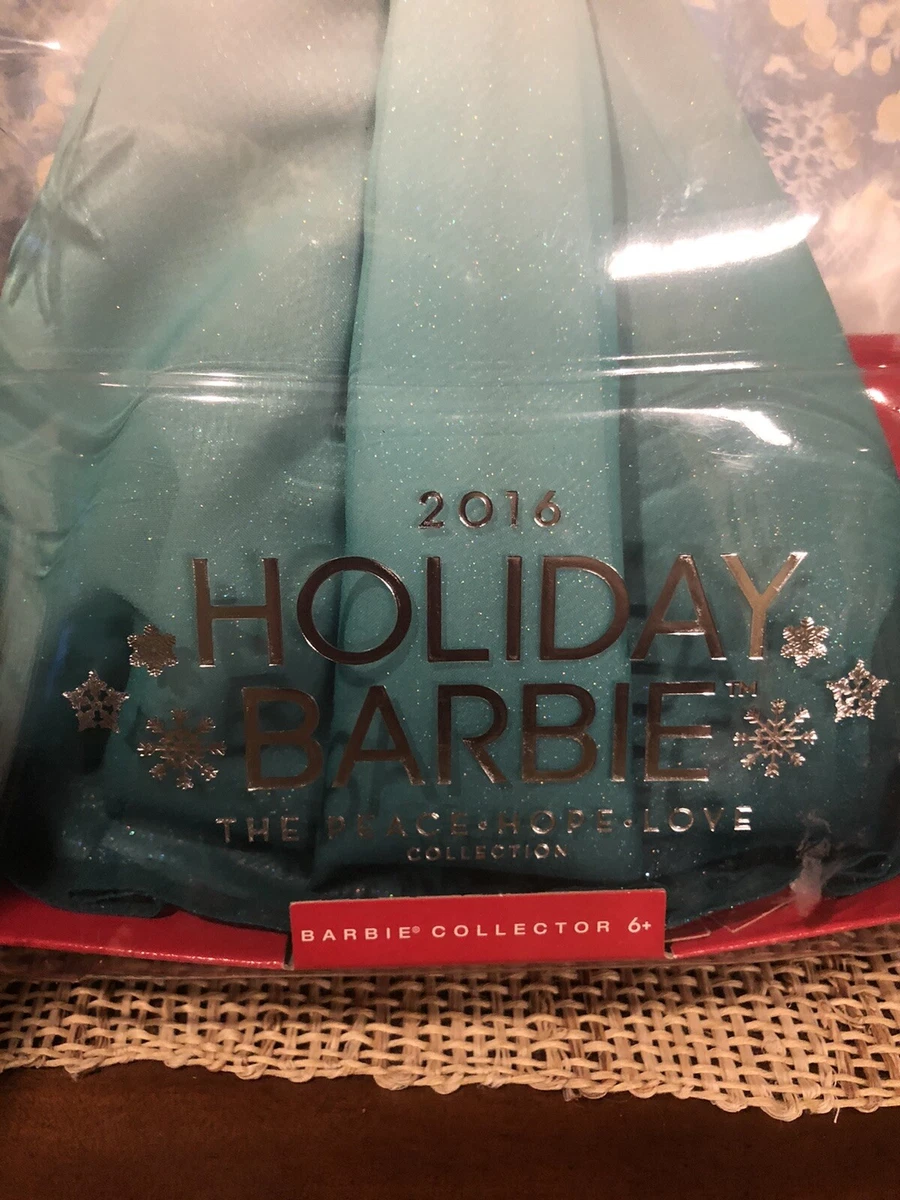 2016
HOLIDAY
BARBIE™
THE PEACE•HOPE•LOVE
COLLECTION
BARBIE® COLLECTOR 6+